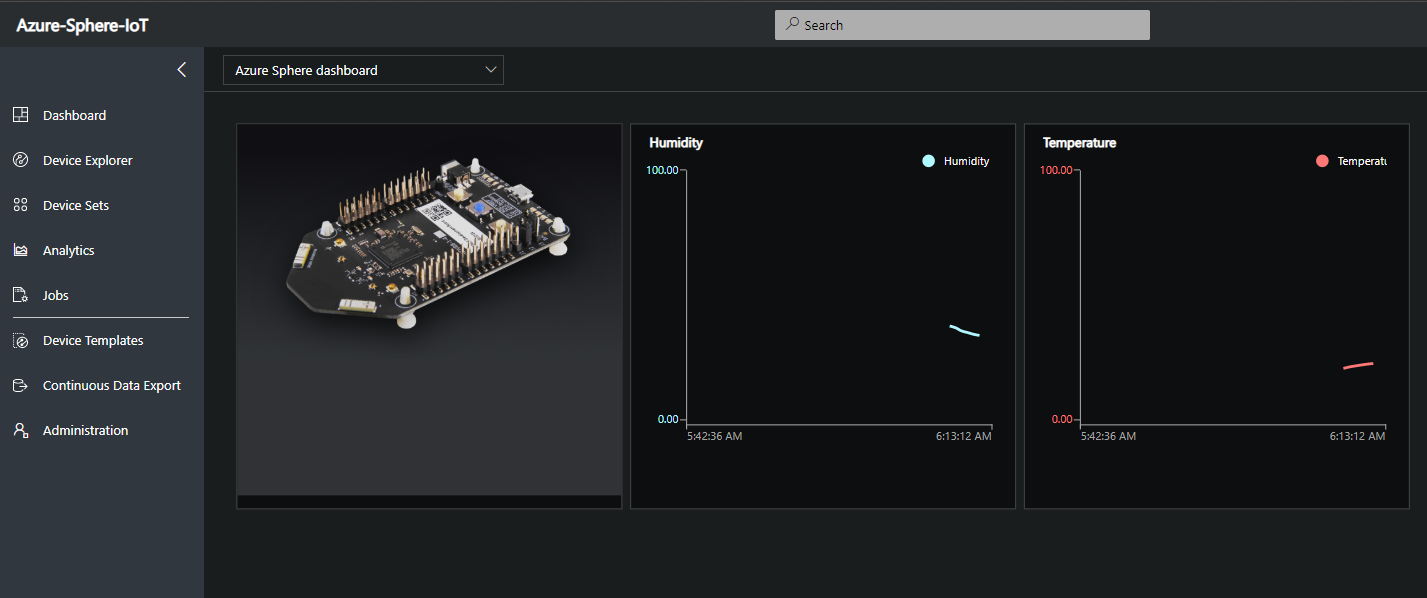 Azure-Sphere-IoT
Search
Azure Sphere dashboard
Dashboard
Device Explorer
Device Sets
Analytics
Jobs
Device Templates
Continuous Data Export
Administration
Humidity
Humidity
100.00
0.00
5:42:36 AM
6:13:12 AM
Temperature
Temperatu
100.00
0.00
5:42:36 AM
6:13:12 AM